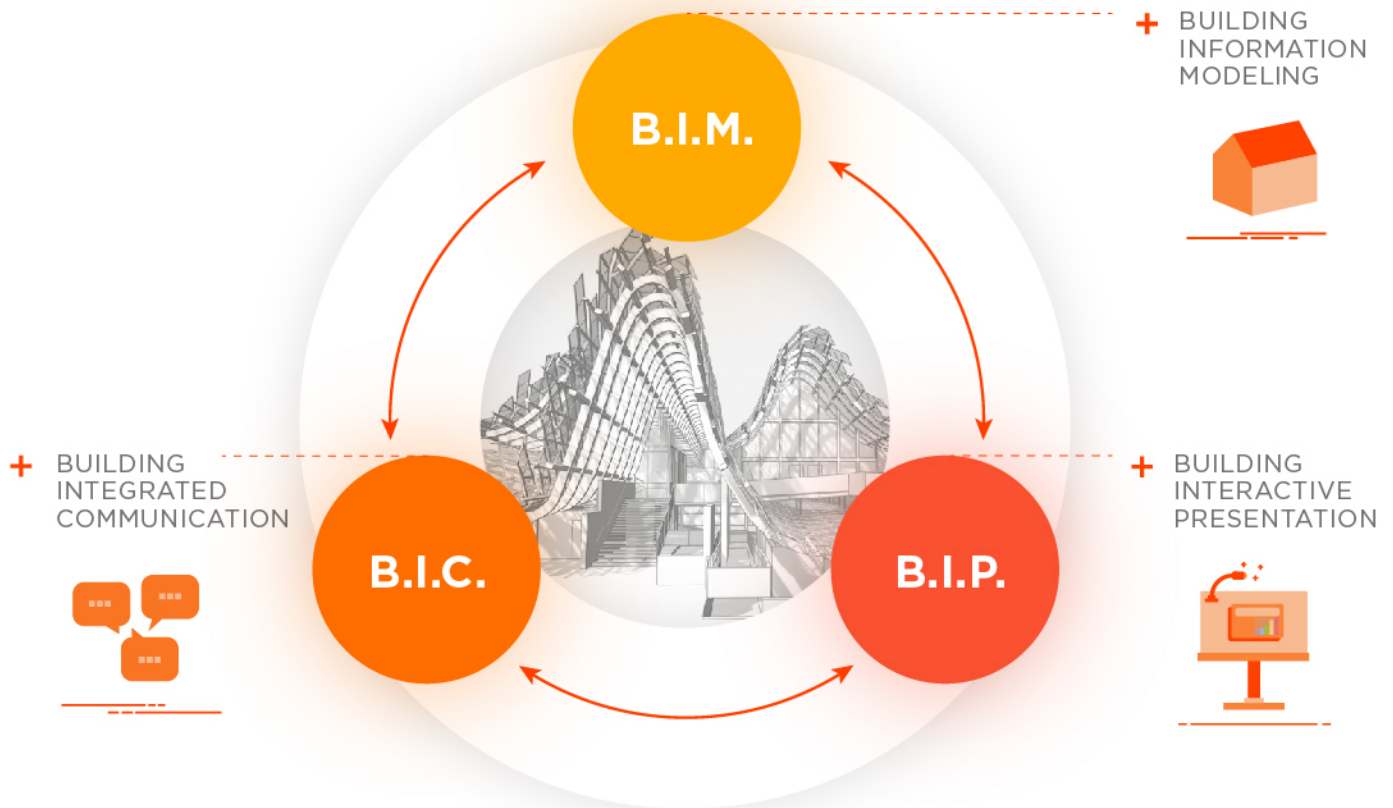 + BUILDING
INFORMATION
MODELING
B.I.M.
+ BUILDING
INTEGRATED
COMMUNICATION
B.I.C.
B.I.P.
+ BUILDING
INTERACTIVE
PRESENTATION